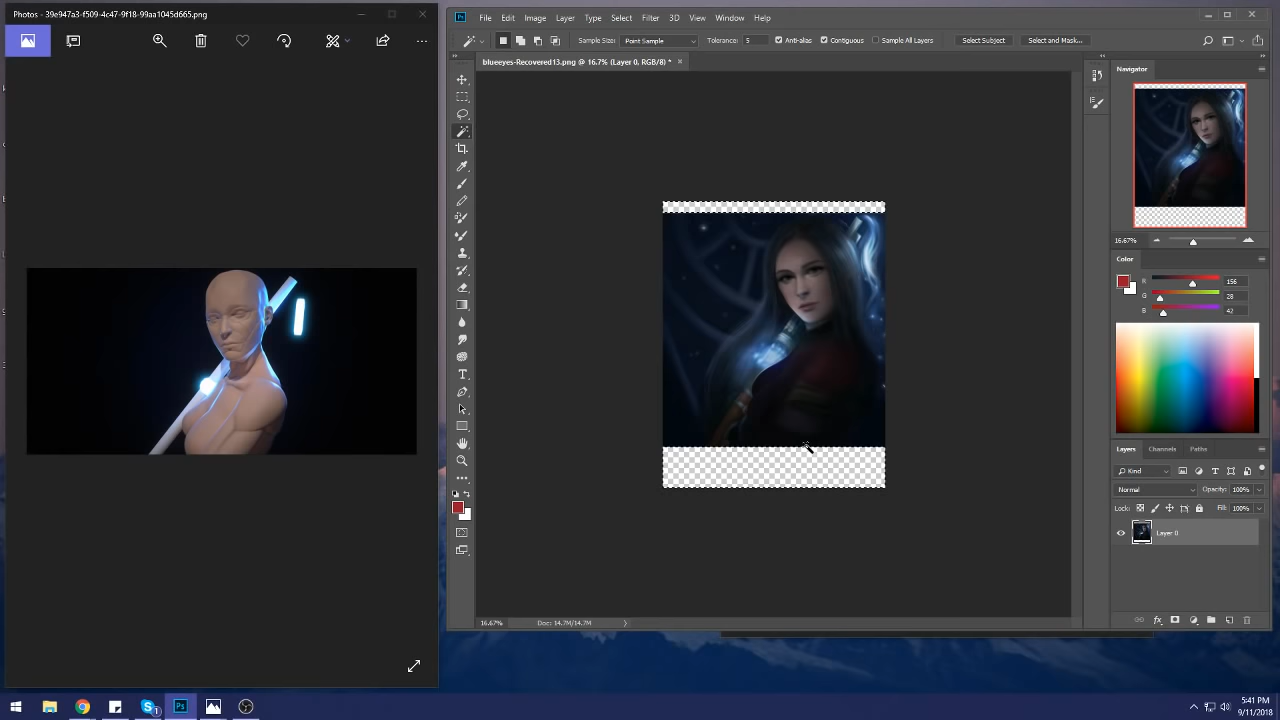 Photos - 39e947a3-f509-4c47-9f18-99aa1045d665.png
Ps File Edit Image Layer Type Select Filter 3D View Window Help
Sample Size: Point Sample Tolerance: 5 Anti-alias Contiguous Sample All Layers Select Subject Select and Mask...
blueeyes-Recovered13.png @ 16.7% (Layer 0, RGB/8) *
Navigator
16.67%
Color
R 156
G 28
B 42
Layers Channels Paths
Kind
Normal Opacity: 100%
Lock: Fill: 100%
Layer 0
16.67% Doc: 14.7M/14.7M
Ps
5:41 PM
9/11/2018